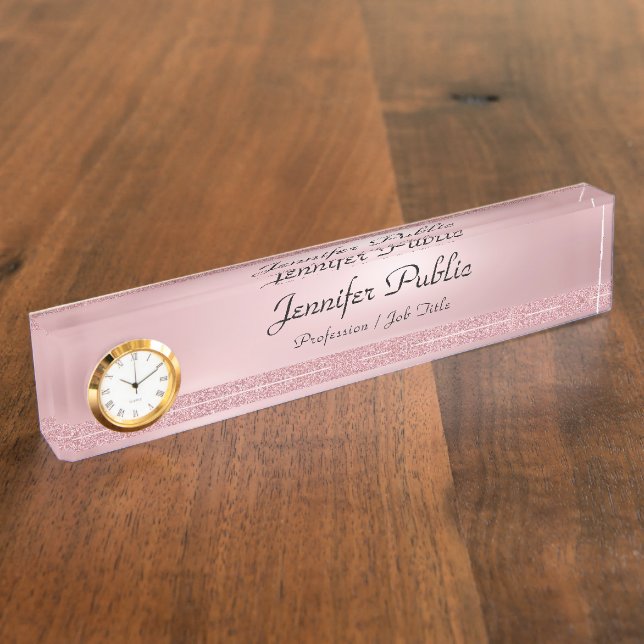 Jennifer Public
Profession / Job Title